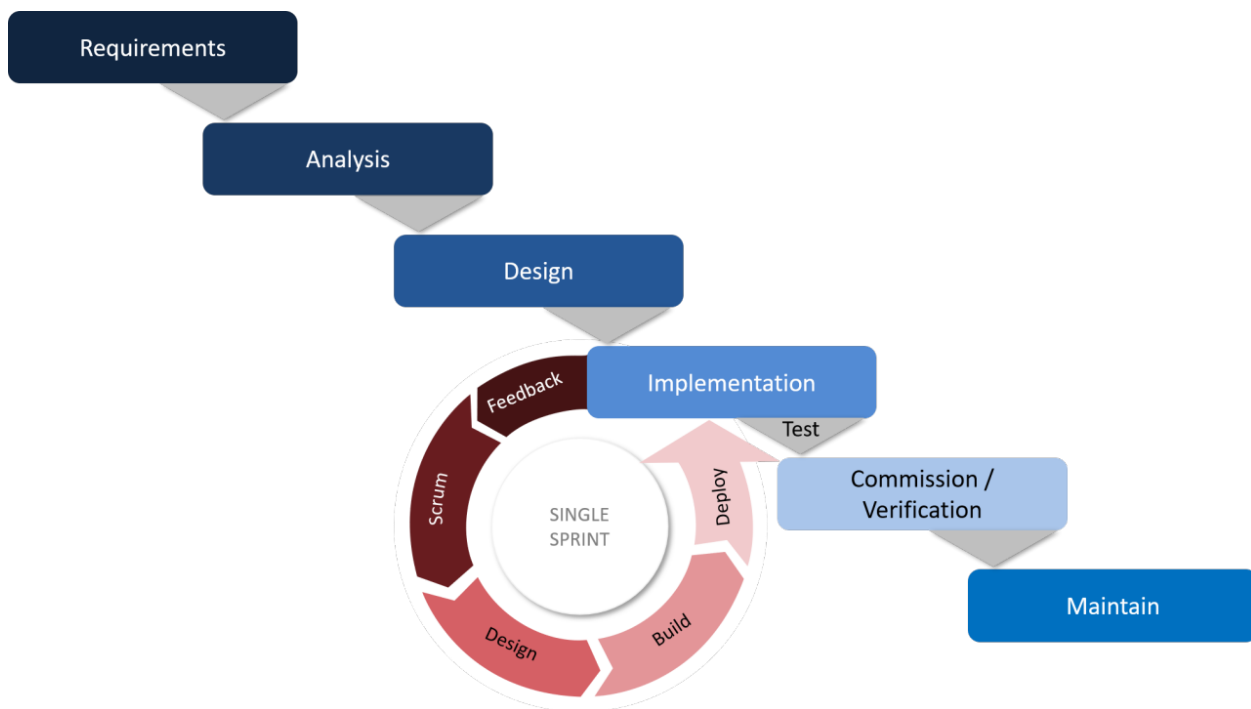 Requirements
Analysis
Design
Implementation
Feedback
Test
Scrum
Deploy
Commission /
Verification
SINGLE
SPRINT
Design
Build
Maintain